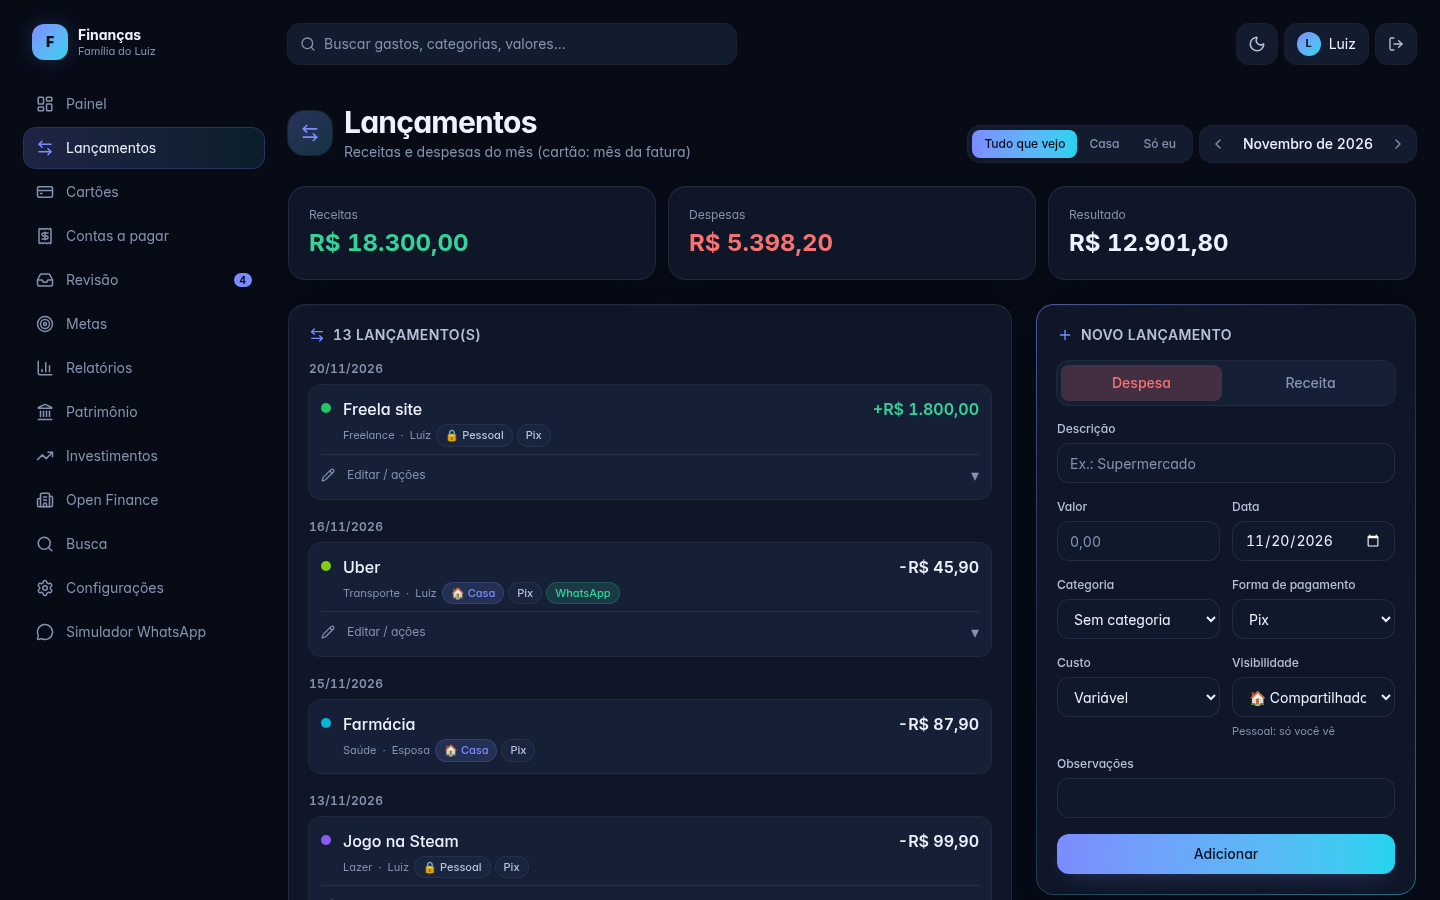 F
Finanças
Família do Luiz
Buscar gastos, categorias, valores...
L
Luiz
Painel
Lançamentos
Cartões
Contas a pagar
Revisão
4
Metas
Relatórios
Patrimônio
Investimentos
Open Finance
Busca
Configurações
Simulador WhatsApp
Lançamentos
Receitas e despesas do mês (cartão: mês da fatura)
Tudo que vejo
Casa
Só eu
Novembro de 2026
Receitas
R$ 18.300,00
Despesas
R$ 5.398,20
Resultado
R$ 12.901,80
13 LANÇAMENTO(S)
20/11/2026
Freela site
+R$ 1.800,00
Freelance · Luiz 🔒 Pessoal Pix
Editar / ações
16/11/2026
Uber
-R$ 45,90
Transporte · Luiz 🏠 Casa Pix WhatsApp
Editar / ações
15/11/2026
Farmácia
-R$ 87,90
Saúde · Esposa 🏠 Casa Pix
13/11/2026
Jogo na Steam
-R$ 99,90
Lazer · Luiz 🔒 Pessoal Pix
NOVO LANÇAMENTO
Despesa
Receita
Descrição
Ex.: Supermercado
Valor
Data
0,00
11/20/2026
Categoria
Forma de pagamento
Sem categoria
Pix
Custo
Visibilidade
Variável
🏠 Compartilhado
Pessoal: só você vê
Observações
Adicionar